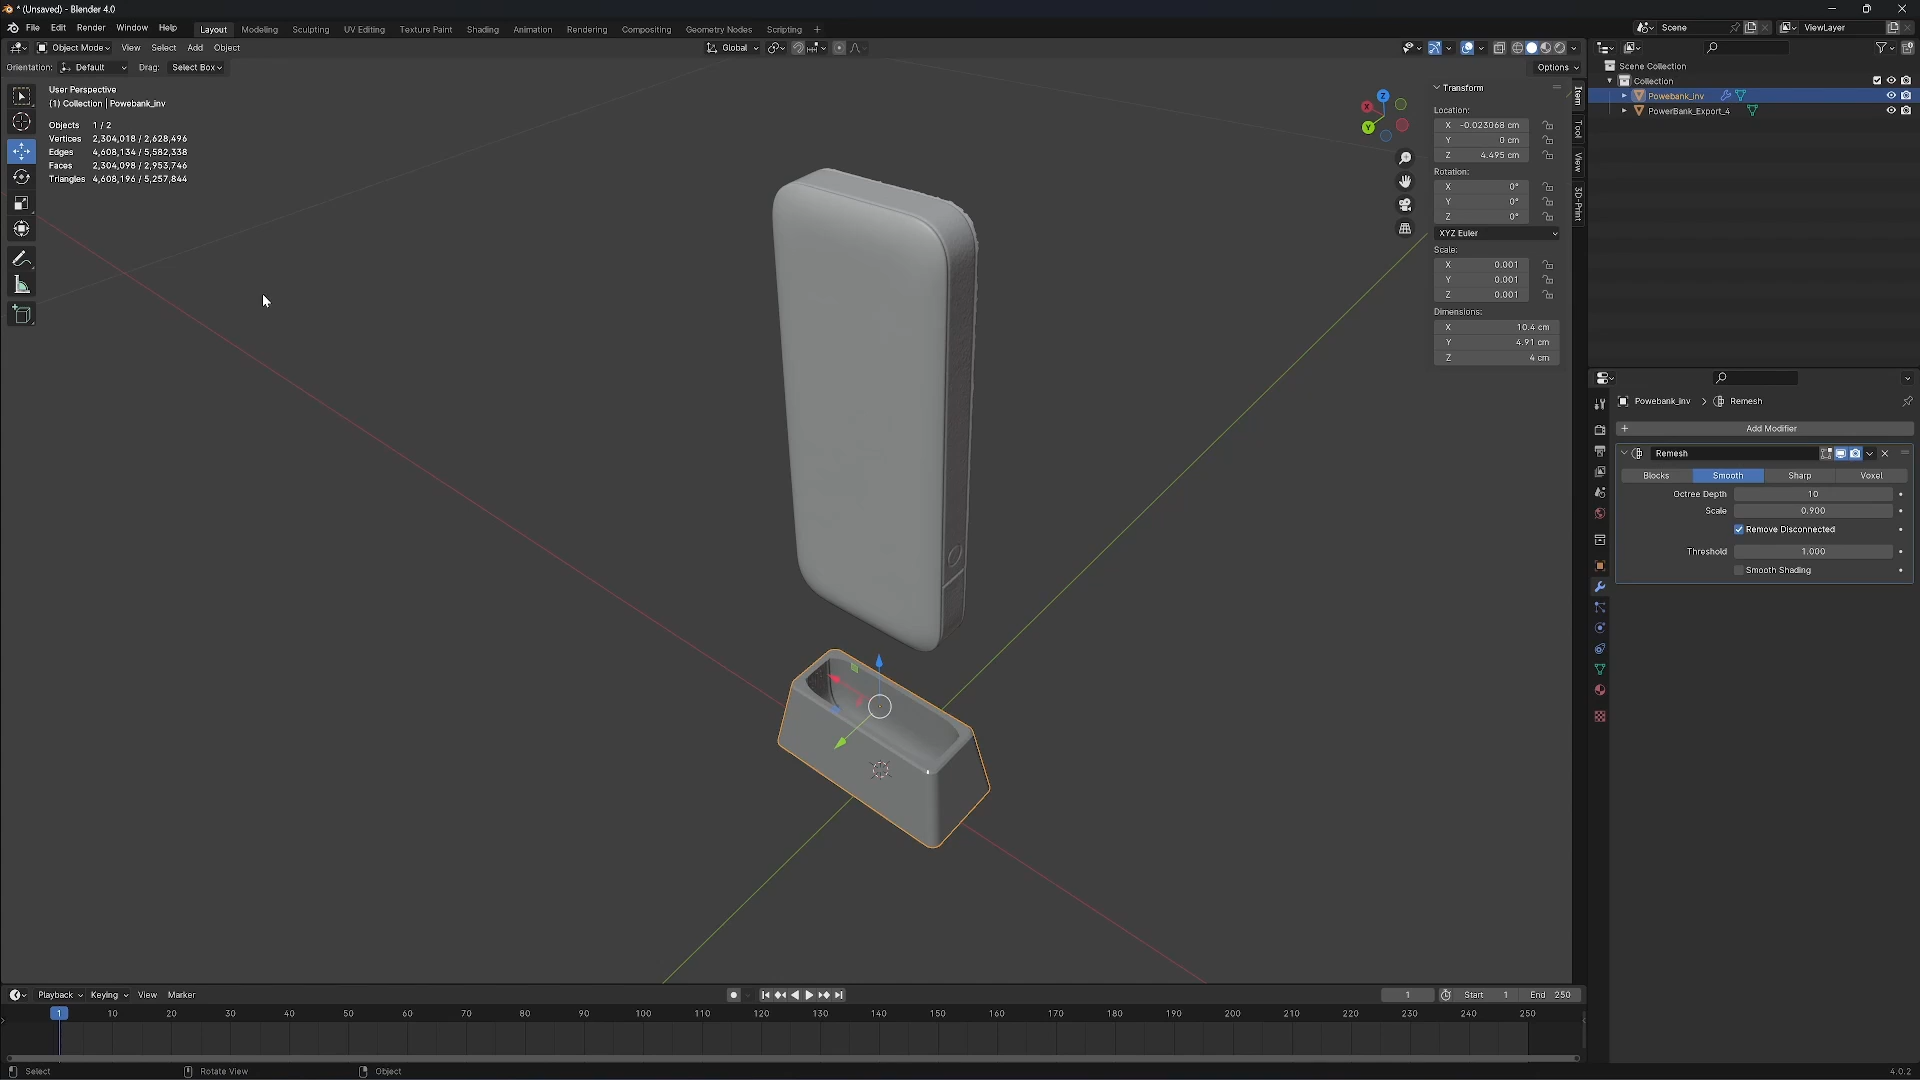 * (Unsaved) - Blender 4.0
File Edit Render Window Help Layout Modeling Sculpting UV Editing Texture Paint Shading Animation Rendering Compositing Geometry Nodes Scripting + Scene ViewLayer
Object Mode View Select Add Object Global
Orientation: Default Drag: Select Box Options
User Perspective
(1) Collection | Powebank_inv
Objects 1 / 2
Vertices 2,304,018 / 2,628,496
Edges 4,608,134 / 5,582,338
Faces 2,304,098 / 2,953,746
Triangles 4,608,196 / 5,257,844
X
Y
Z
Transform
Location:
X -0.023068 cm
Y 0 cm
Z 4.495 cm
Rotation:
X 0°
Y 0°
Z 0°
XYZ Euler
Scale:
X 0.001
Y 0.001
Z 0.001
Dimensions:
X 10.4 cm
Y 4.91 cm
Z 4 cm
Item
Tool
View
3D-Print
Scene Collection
Collection
Powebank_inv
PowerBank_Export_4
Powebank_inv > Remesh
+ Add Modifier
Remesh
Blocks Smooth Sharp Voxel
Octree Depth 10
Scale 0.900
Remove Disconnected
Threshold 1.000
Smooth Shading
Playback Keying View Marker 1 Start 1 End 250
1 10 20 30 40 50 60 70 80 90 100 110 120 130 140 150 160 170 180 190 200 210 220 230 240 250
Select Rotate View Object 4.0.2